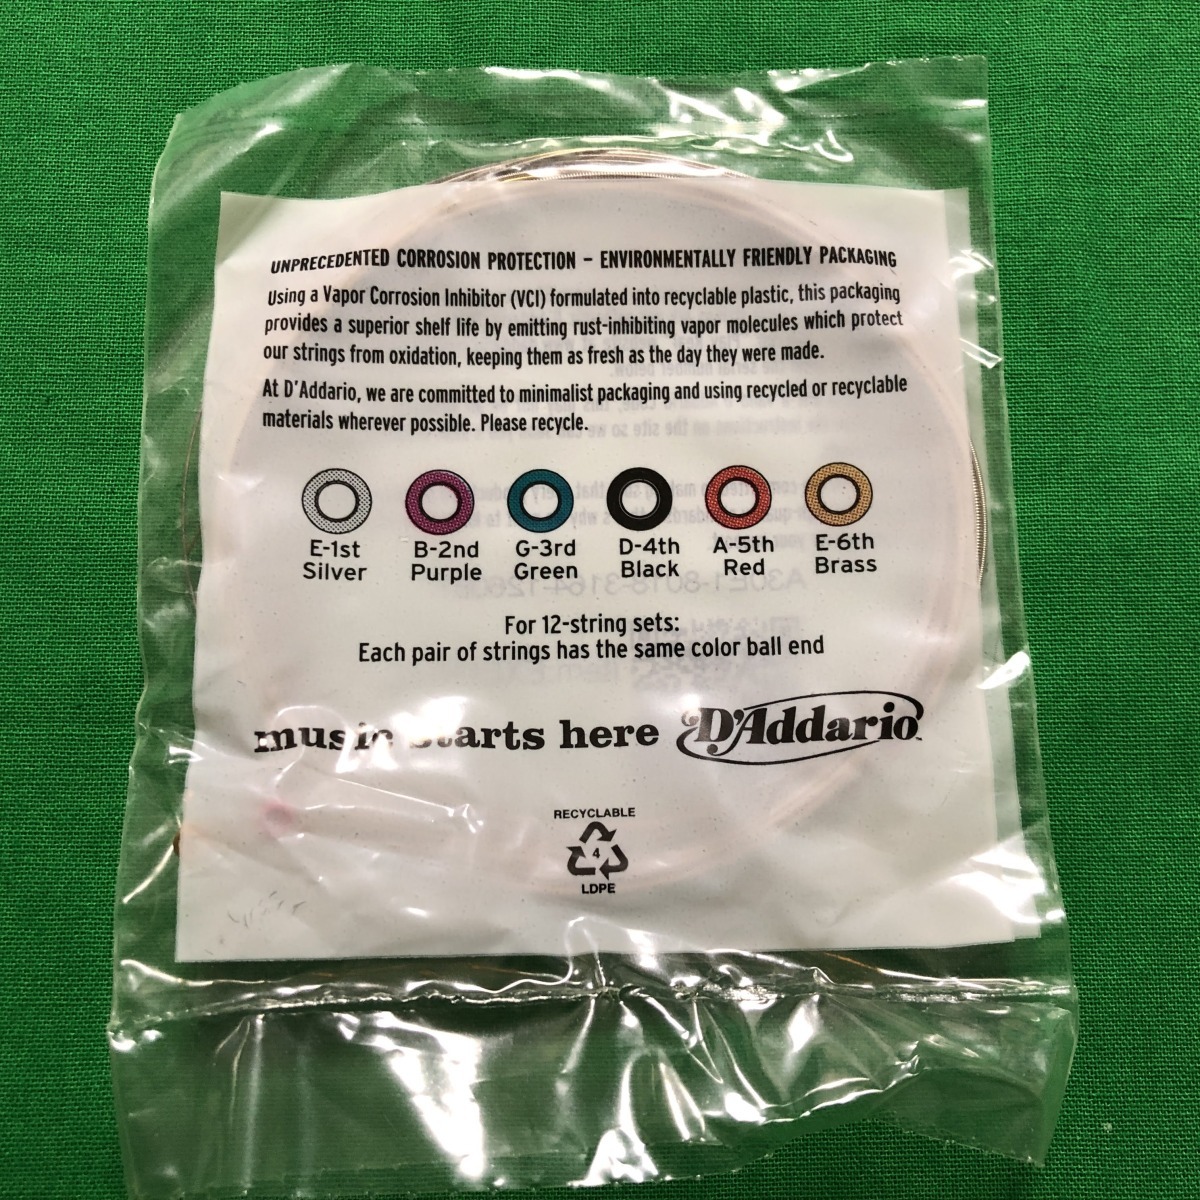 UNPRECEDENTED CORROSION PROTECTION – ENVIRONMENTALLY FRIENDLY PACKAGING
Using a Vapor Corrosion Inhibitor (VCI) formulated into recyclable plastic, this packaging
provides a superior shelf life by emitting rust-inhibiting vapor molecules which protect
our strings from oxidation, keeping them as fresh as the day they were made.
At D'Addario, we are committed to minimalist packaging and using recycled or recyclable
materials wherever possible. Please recycle.
E-1st B-2nd G-3rd D-4th A-5th E-6th
Silver Purple Green Black Red Brass
For 12-string sets:
Each pair of strings has the same color ball end
music starts here D'Addario
RECYCLABLE
4
LDPE